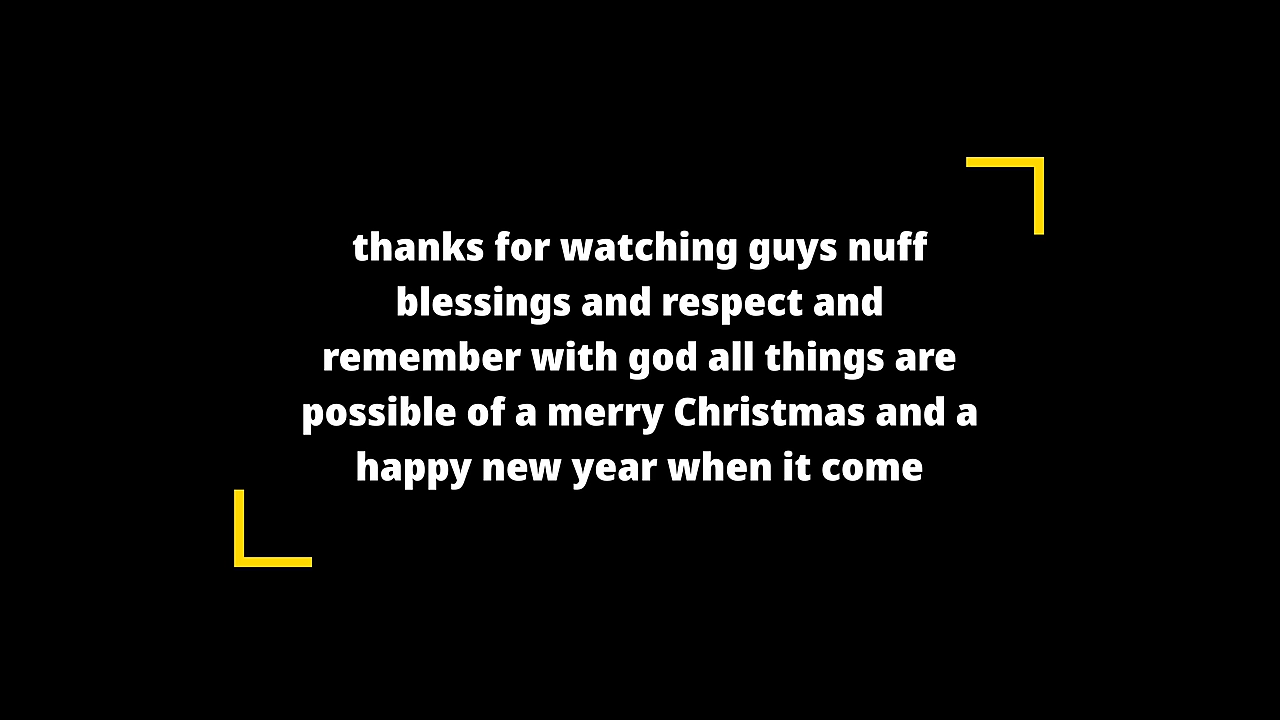 thanks for watching guys nuff
blessings and respect and
remember with god all things are
possible of a merry Christmas and a
happy new year when it come